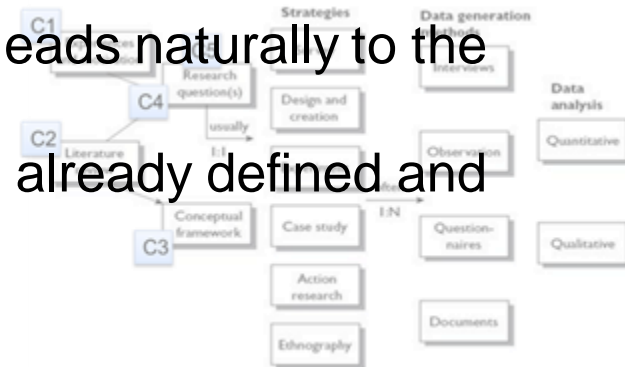 Strategies
Data generation
methods
C1
eads naturally to the
C5
Interviews
Research
question(s)
C4
Design and
creation
Data
analysis
usually
1:1
C2
Literature
Observation
Quantitative
already defined and
1:N
Conceptual
framework
C3
Case study
Question-
naires
Qualitative
Action
research
Documents
Ethnography